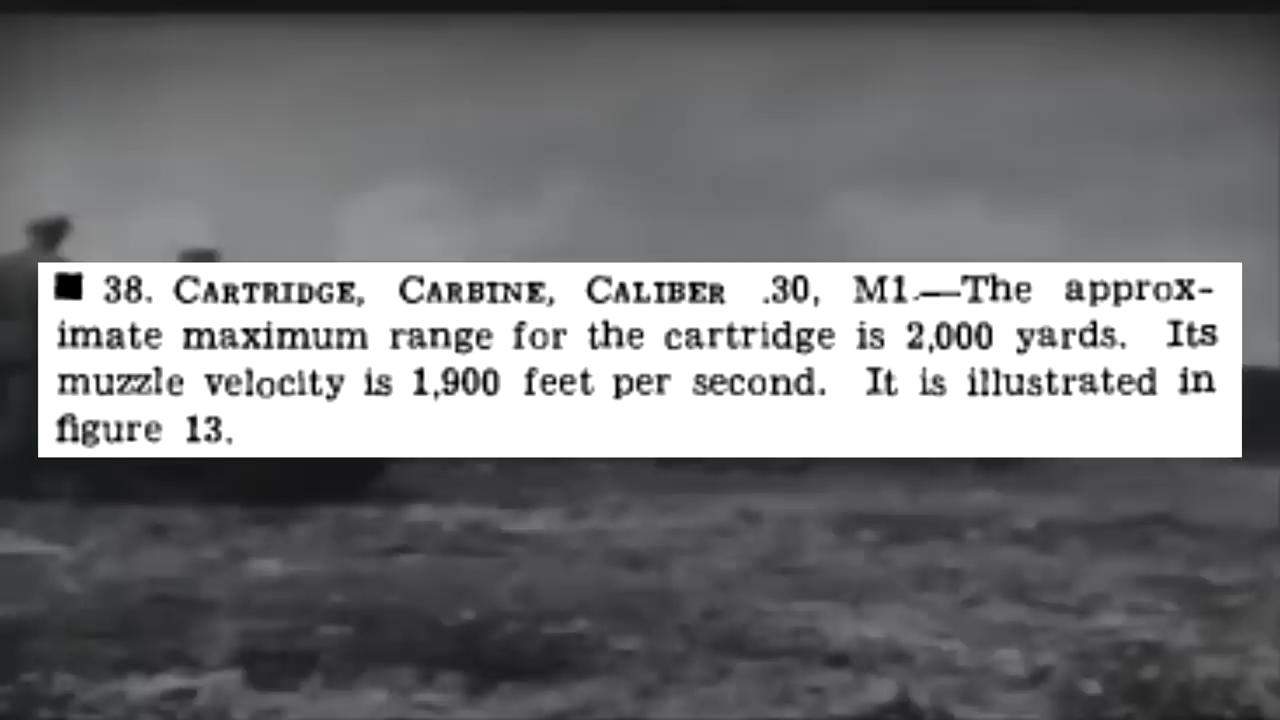 ■ 38. CARTRIDGE, CARBINE, CALIBER .30, M1.—The approx-
imate maximum range for the cartridge is 2,000 yards. Its
muzzle velocity is 1,900 feet per second. It is illustrated in
figure 13.